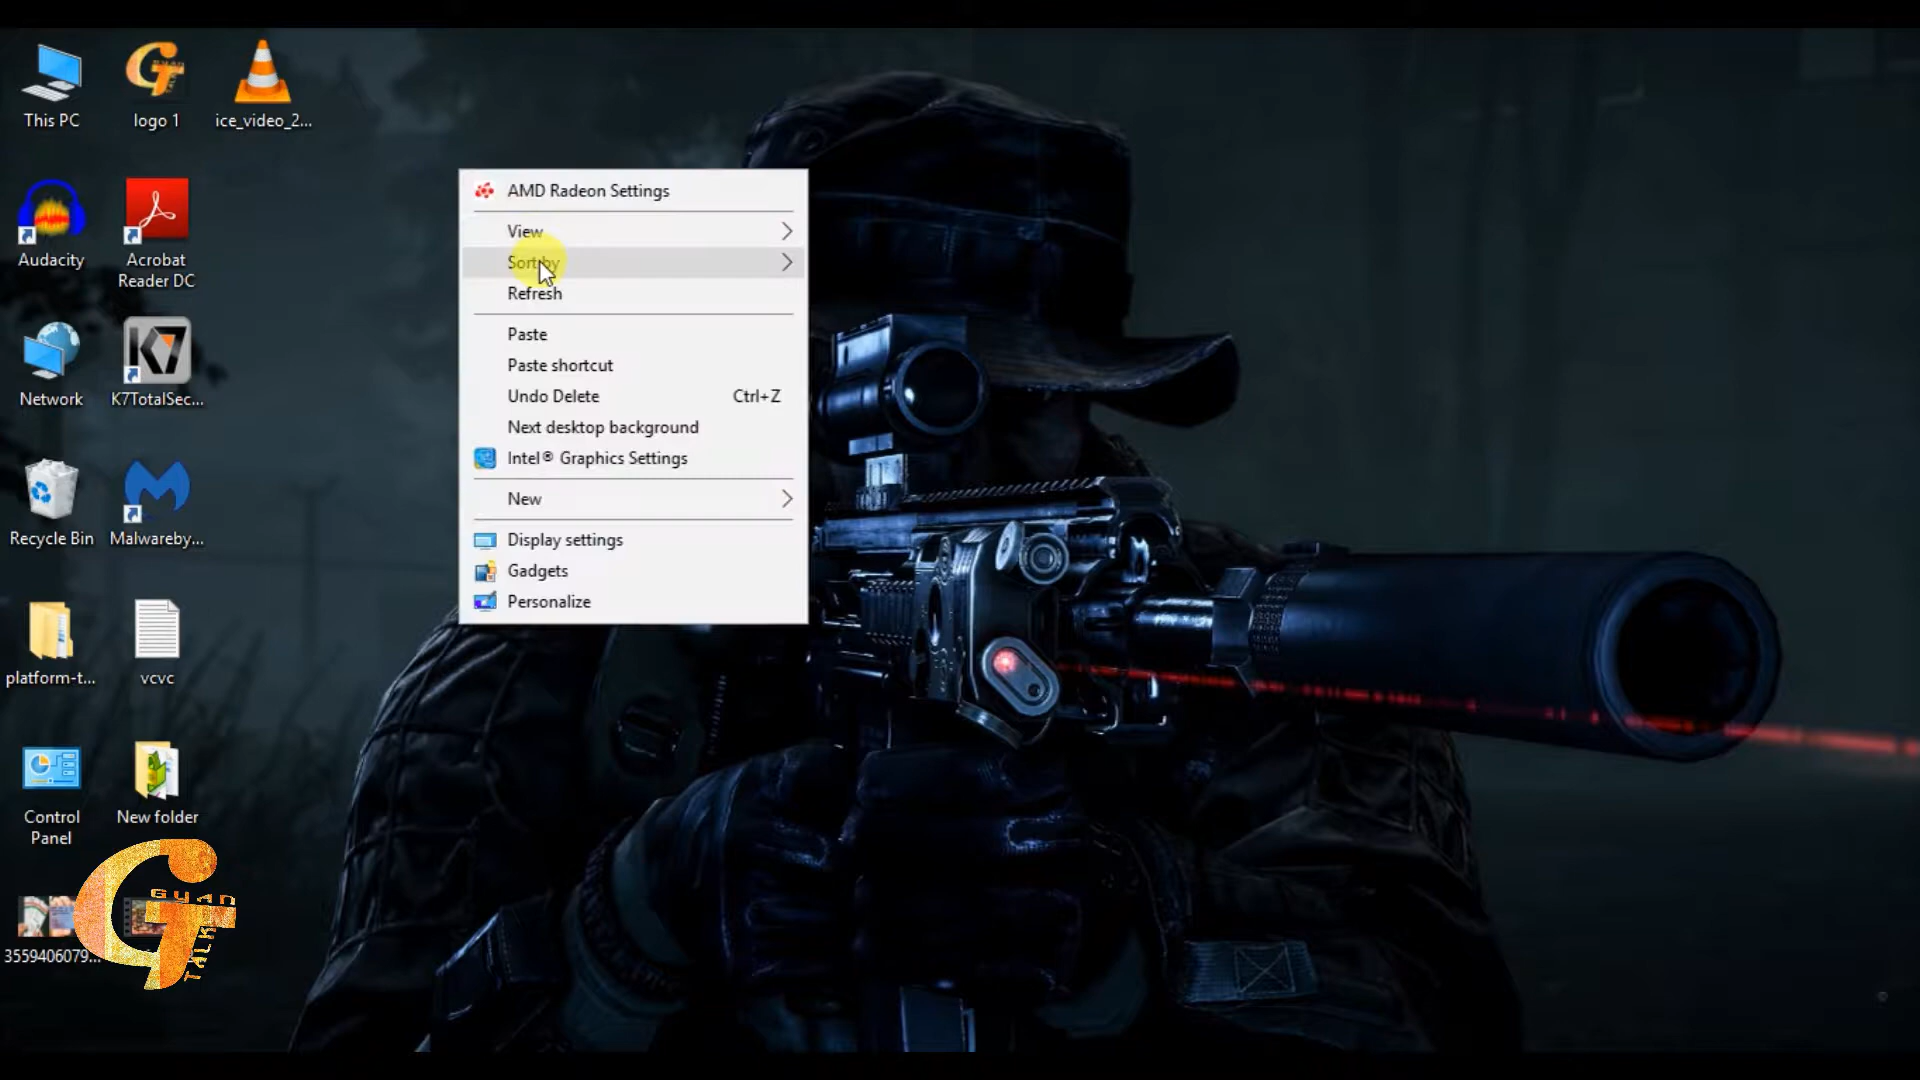 This PC
logo 1
ice_video_2...
Audacity
Acrobat
Reader DC
Network
K7TotalSec...
Recycle Bin
Malwareby...
platform-t...
vcvc
Control
Panel
New folder
3559406079...
GUAN
TALK
AMD Radeon Settings
View
Sort by
Refresh
Paste
Paste shortcut
Undo Delete Ctrl+Z
Next desktop background
Intel® Graphics Settings
New
Display settings
Gadgets
Personalize